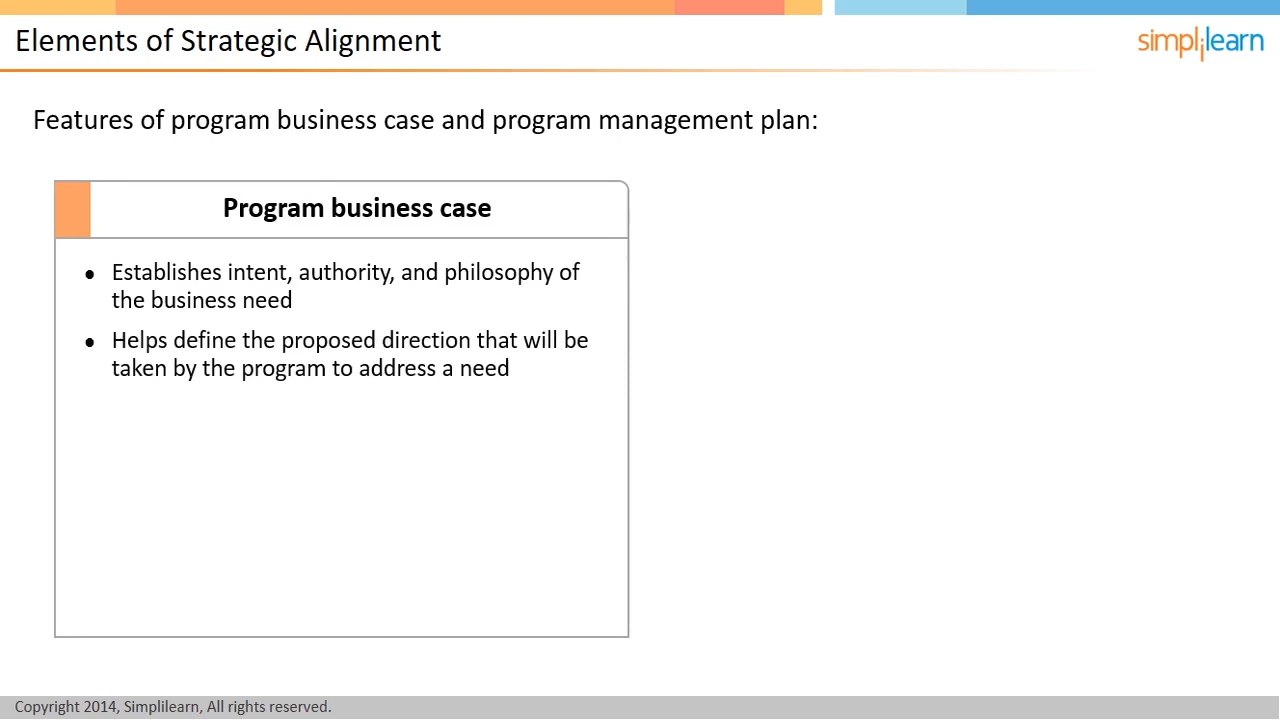 Elements of Strategic Alignment
simplilearn
Features of program business case and program management plan:
Program business case
• Establishes intent, authority, and philosophy of
the business need
• Helps define the proposed direction that will be
taken by the program to address a need
Copyright 2014, Simplilearn, All rights reserved.